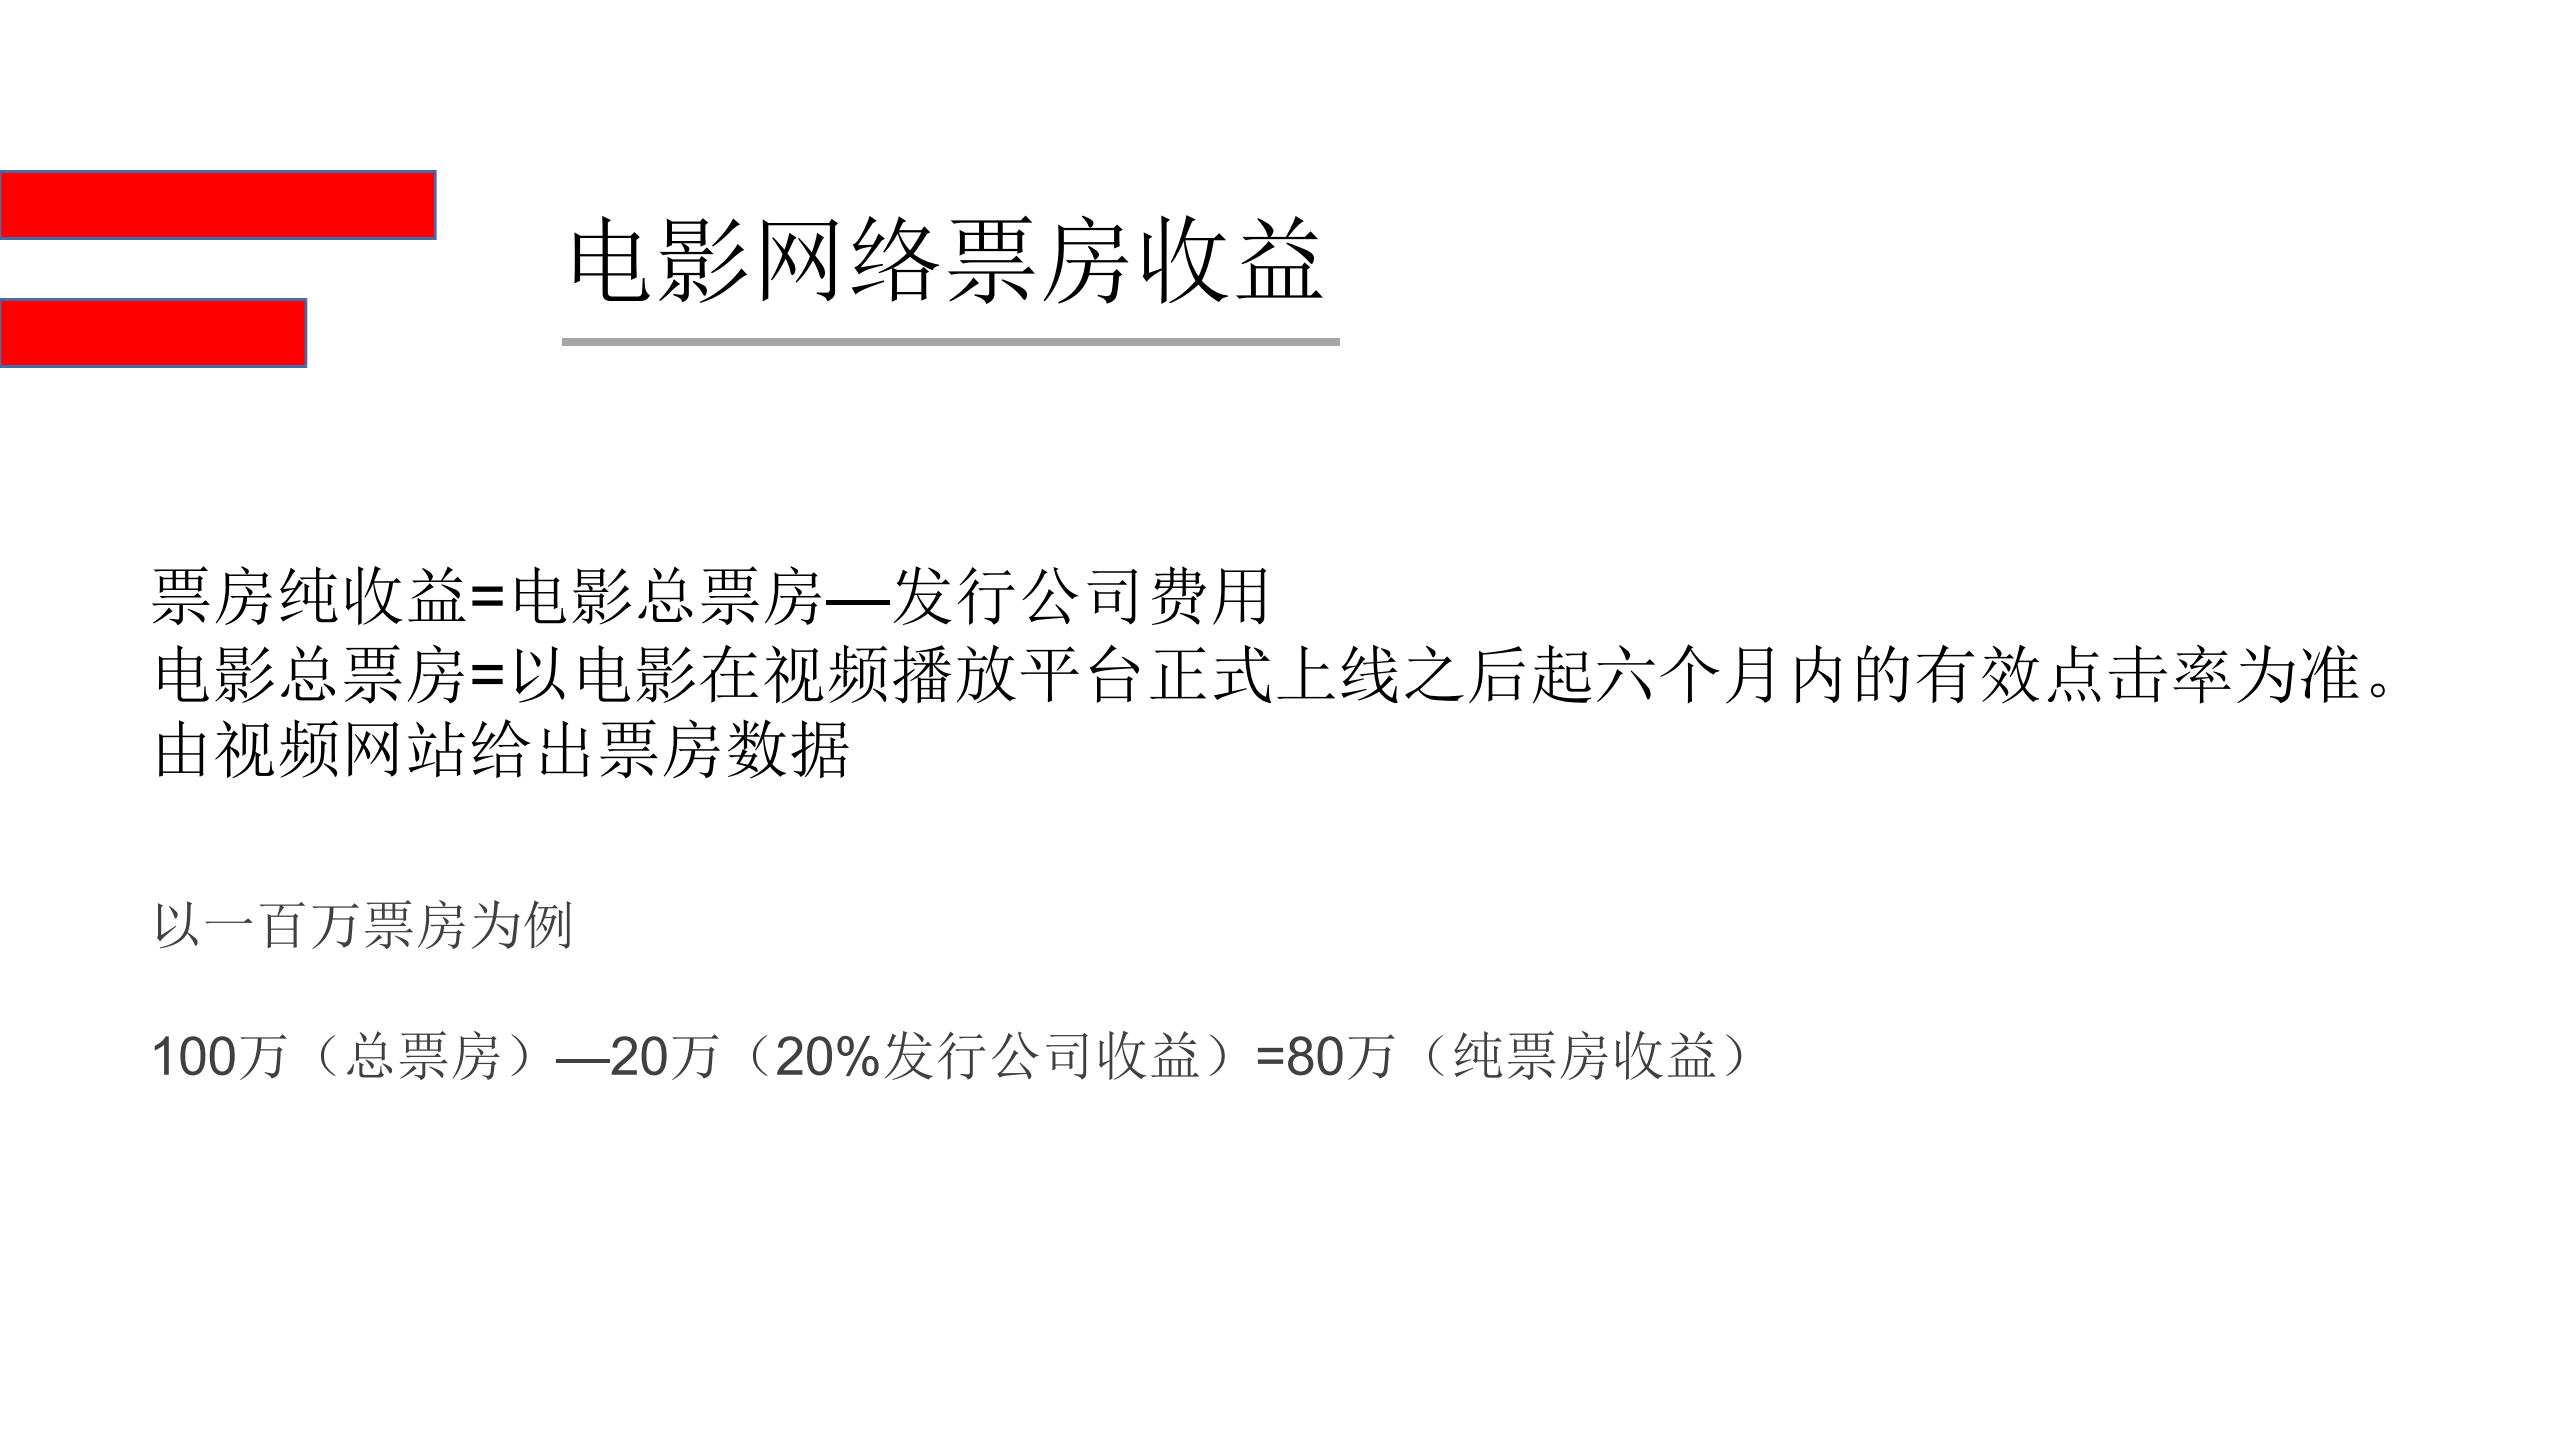 电影网络票房收益
票房纯收益=电影总票房—发行公司费用
电影总票房=以电影在视频播放平台正式上线之后起六个月内的有效点击率为准。
由视频网站给出票房数据
以一百万票房为例
100万（总票房）—20万（20%发行公司收益）=80万（纯票房收益）